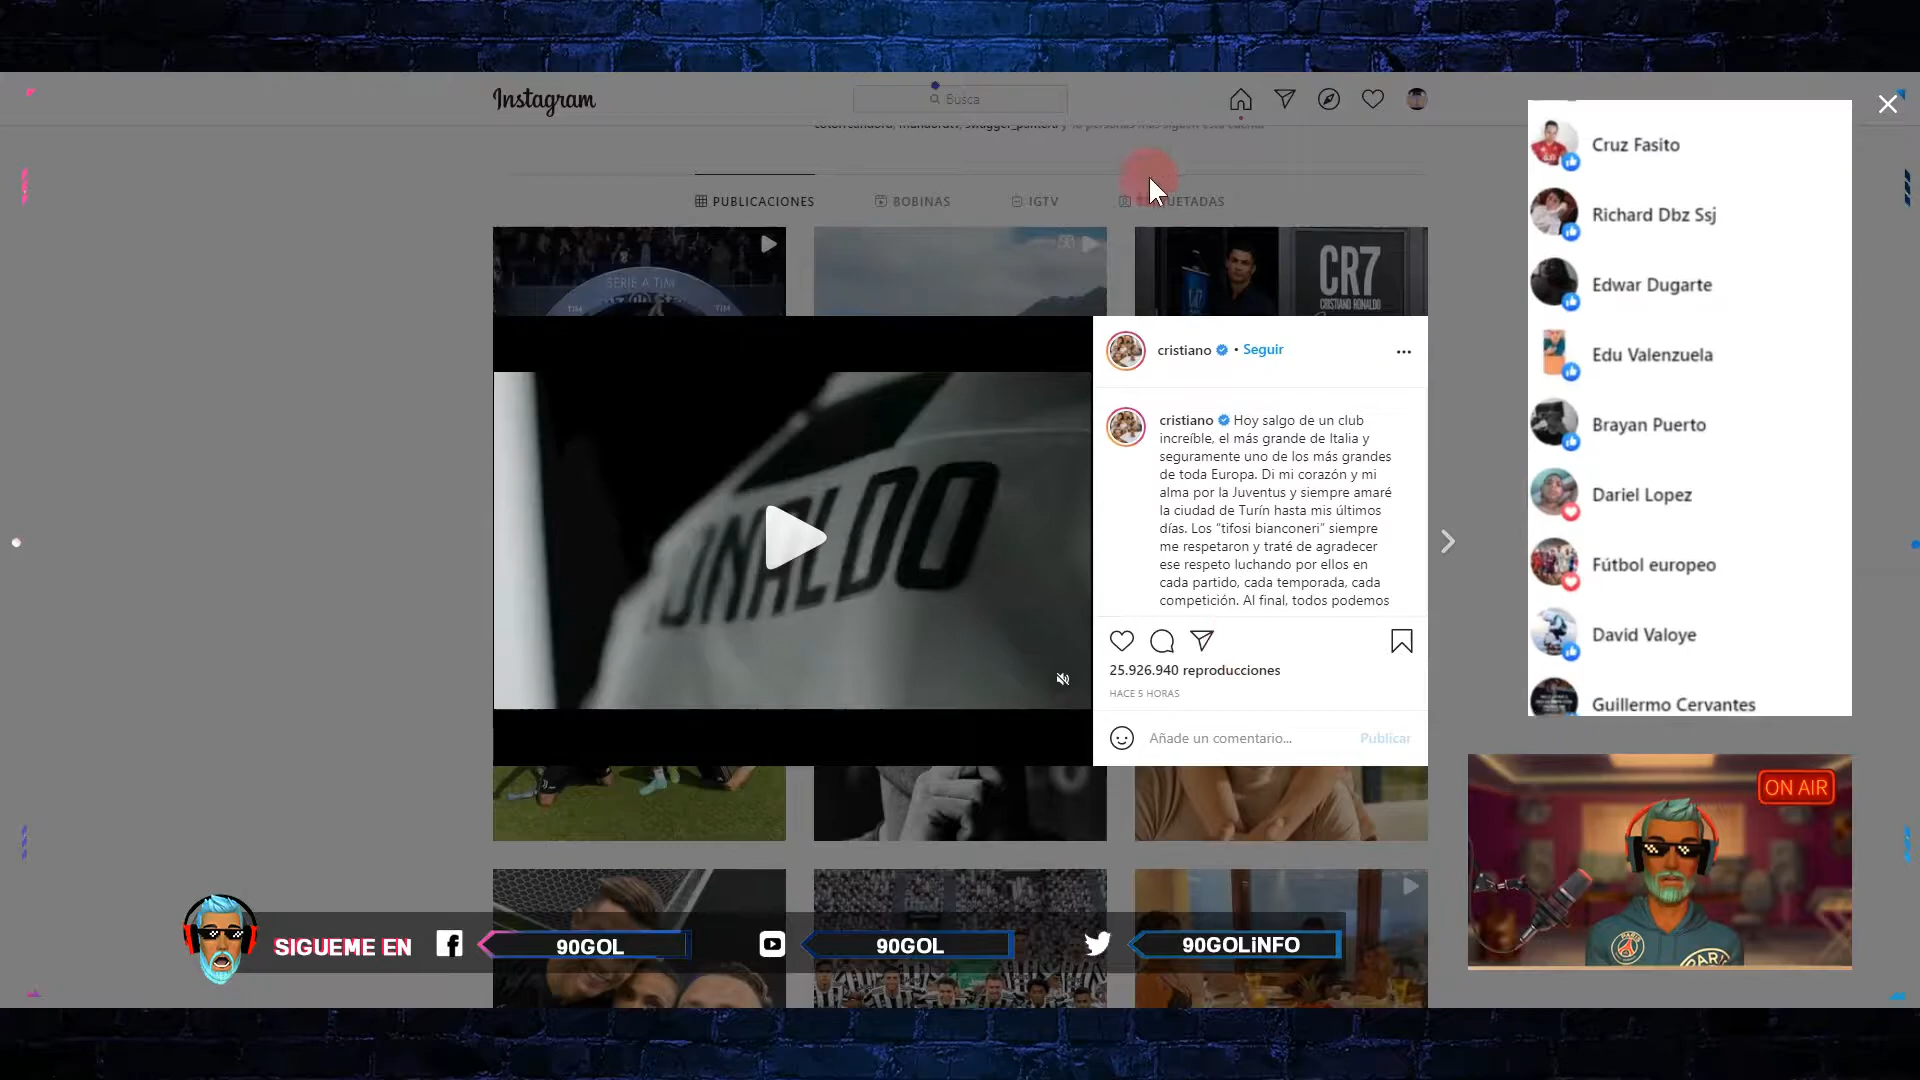 Instagram
Busca
PUBLICACIONES
BOBINAS
IGTV
SERIE A TIM
TIM
TIM
CR7
CRISTIANO RONALDO
cristiano • Seguir
cristiano Hoy salgo de un club
increíble, el más grande de Italia y
seguramente uno de los más grandes
de toda Europa. Di mi corazón y mi
alma por la Juventus y siempre amaré
la ciudad de Turín hasta mis últimos
días. Los “tifosi bianconeri” siempre
me respetaron y traté de agradecer
ese respeto luchando por ellos en
cada partido, cada temporada, cada
competición. Al final, todos podemos
25.926.940 reproducciones
HACE 5 HORAS
Añade un comentario...
Publicar
Cruz Fasito
Richard Dbz Ssj
Edwar Dugarte
Edu Valenzuela
Brayan Puerto
Dariel Lopez
Fútbol europeo
David Valoye
Guillermo Cervantes
ON AIR
SIGUEME EN
90GOL
90GOL
90GOLiNFO